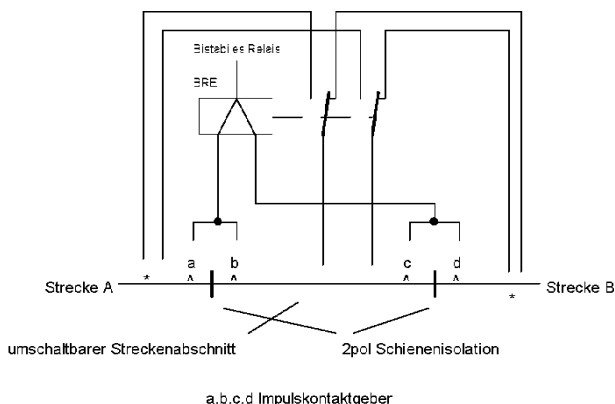 Bistabiles Relais
BRE
a b c d
^ ^ ^ ^
Strecke A * Strecke B
*
umschaltbarer Streckenabschnitt 2pol Schienenisolation
a,b,c,d Impulskontaktgeber